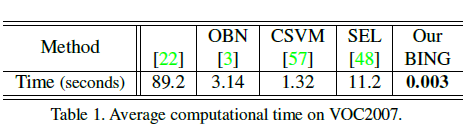 Method [22] OBN [3] CSVM [57] SEL [48] Our BING
Time (seconds) 89.2 3.14 1.32 11.2 0.003
Table 1. Average computational time on VOC2007.